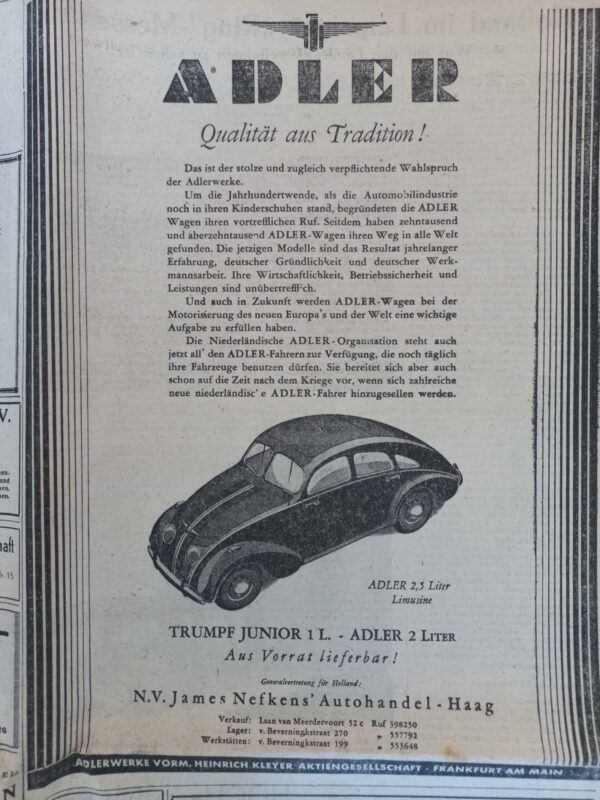 ADLER
Qualität aus Tradition!
Das ist der stolze und zugleich verpflichtende Wahlspruch
der Adlerwerke.
Um die Jahrhundertwende, als die Automobilindustrie
noch in ihren Kinderschuhen stand, begründeten die ADLER
Wagen ihren vortrefflichen Ruf. Seitdem haben zehntausend
und aberzehntausend ADLER-Wagen ihren Weg in alle Welt
gefunden. Die jetzigen Modelle sind das Resultat jahrelanger
Erfahrung, deutscher Gründlichkeit und deutscher Werk-
mannsarbeit. Ihre Wirtschaftlichkeit, Betriebssicherheit und
Leistungen sind unübertrefflich.
Und auch in Zukunft werden ADLER-Wagen bei der
Motorisierung des neuen Europa's und der Welt eine wichtige
Aufgabe zu erfüllen haben.
Die Niederländische ADLER-Organisation steht auch
jetzt all' den ADLER-Fahrern zur Verfügung, die noch täglich
ihre Fahrzeuge benutzen dürfen. Sie bereitet sich aber auch
schon auf die Zeit nach dem Kriege vor, wenn sich zahlreiche
neue niederländisc' e ADLER-Fahrer hinzugesellen werden.
ADLER 2,5 Liter
Limusine
TRUMPF JUNIOR 1 L. - ADLER 2 LITER
Aus Vorrat lieferbar!
Generalvertretung für Holland:
N.V. James Nefkens' Autohandel - Haag
Verkauf: Laan van Meerdervoort 52 c Ruf 398250
Lager: v. Beverningkstraat 270 „ 557792
Werkstätten: v. Beverningkstraat 199 „ 553648
ADLERWERKE VORM. HEINRICH KLEYER AKTIENGESELLSCHAFT - FRANKFURT AM MAIN